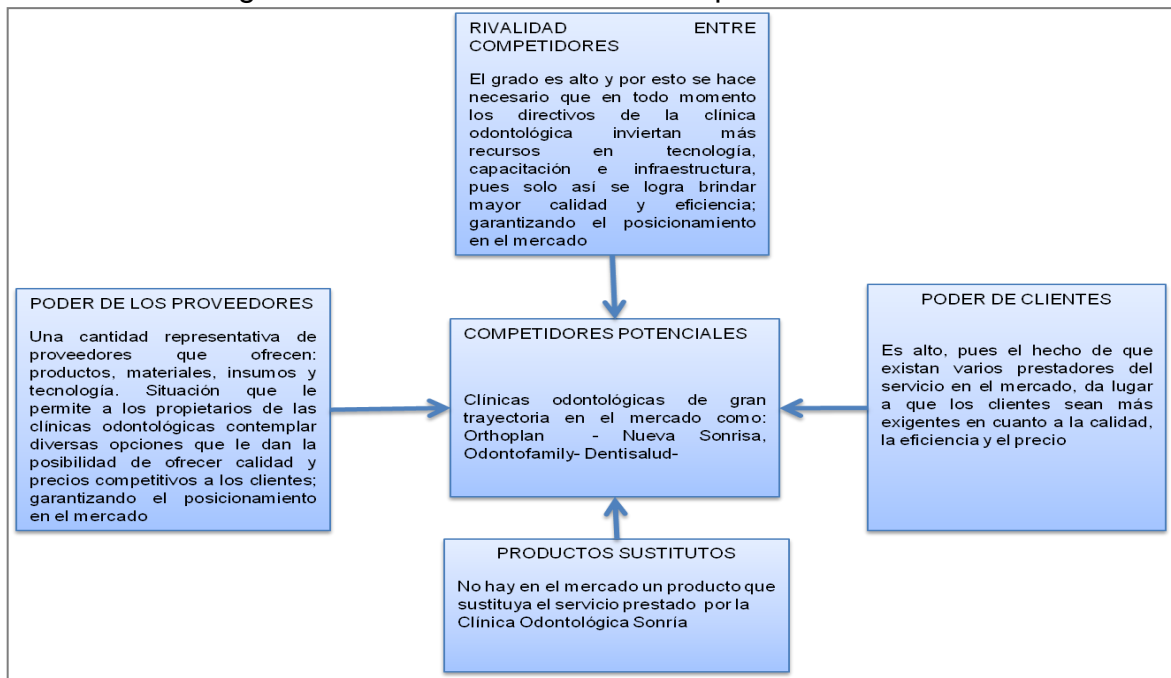 RIVALIDAD ENTRE
COMPETIDORES
El grado es alto y por esto se hace
necesario que en todo momento
los directivos de la clínica
odontológica inviertan más
recursos en tecnología,
capacitación e infraestructura,
pues solo así se logra brindar
mayor calidad y eficiencia;
garantizando el posicionamiento
en el mercado
PODER DE LOS PROVEEDORES
Una cantidad representativa de
proveedores que ofrecen:
productos, materiales, insumos y
tecnología. Situación que le
permite a los propietarios de las
clínicas odontológicas contemplar
diversas opciones que le dan la
posibilidad de ofrecer calidad y
precios competitivos a los clientes;
garantizando el posicionamiento
en el mercado
COMPETIDORES POTENCIALES
Clínicas odontológicas de gran
trayectoria en el mercado como:
Orthoplan - Nueva Sonrisa,
Odontofamily- Dentisalud-
PODER DE CLIENTES
Es alto, pues el hecho de que
existan varios prestadores del
servicio en el mercado, da lugar
a que los clientes sean más
exigentes en cuanto a la calidad,
la eficiencia y el precio
PRODUCTOS SUSTITUTOS
No hay en el mercado un producto que
sustituya el servicio prestado por la
Clínica Odontológica Sonría